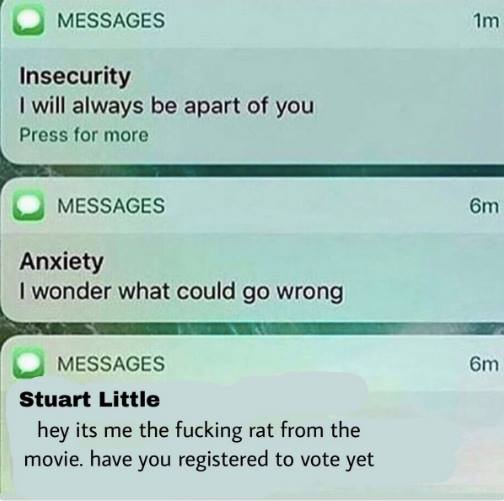 MESSAGES 1m
Insecurity
I will always be apart of you
Press for more
MESSAGES 6m
Anxiety
I wonder what could go wrong
MESSAGES 6m
Stuart Little
hey its me the fucking rat from the
movie. have you registered to vote yet